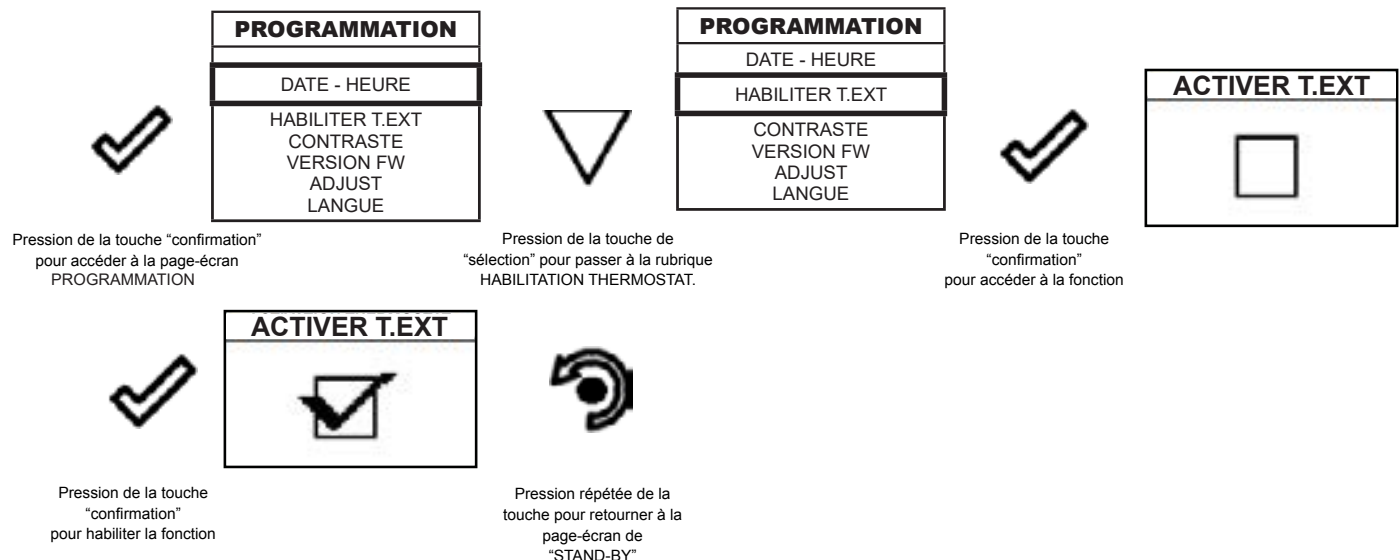 PROGRAMMATION
DATE - HEURE
HABILITER T.EXT
CONTRASTE
VERSION FW
ADJUST
LANGUE
Pression de la touche “confirmation”
pour accéder à la page-écran
PROGRAMMATION
PROGRAMMATION
DATE - HEURE
HABILITER T.EXT
CONTRASTE
VERSION FW
ADJUST
LANGUE
Pression de la touche de
“sélection” pour passer à la rubrique
HABILITATION THERMOSTAT.
ACTIVER T.EXT
Pression de la touche
“confirmation”
pour accéder à la fonction
ACTIVER T.EXT
Pression de la touche
“confirmation”
pour habiliter la fonction
Pression répétée de la
touche pour retourner à la
page-écran de
“STAND-BY”